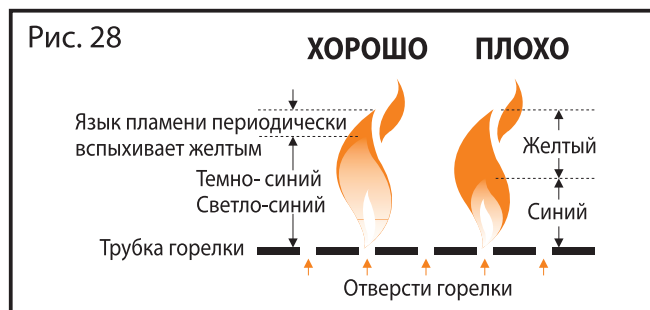 Рис. 28
ХОРОШО ПЛОХО
Язык пламени периодически
вспыхивает желтым
Темно- синий
Светло-синий
Желтый
Синий
Трубка горелки
Отверсти горелки